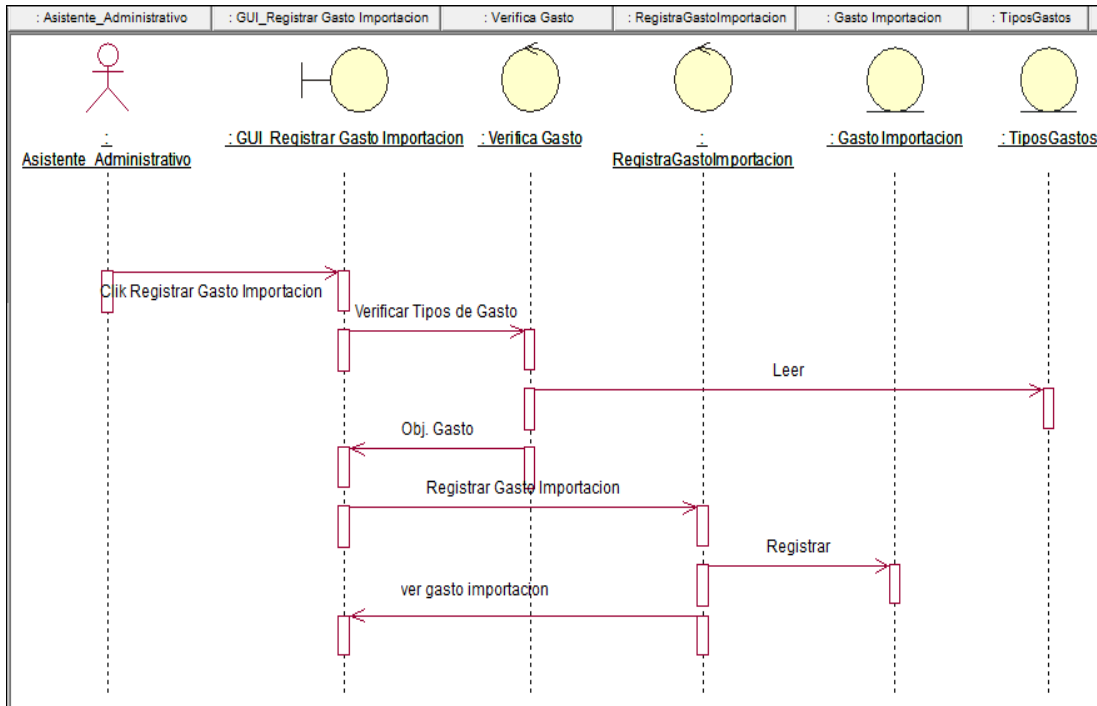 : Asistente_Administrativo
: GUI_Registrar Gasto Importacion
: Verifica Gasto
: RegistraGastoImportacion
: Gasto Importacion
: TiposGastos
:
Asistente_Administrativo
: GUI_Registrar Gasto Importacion
: Verifica Gasto
:
RegistraGastoImportacion
: Gasto Importacion
: TiposGastos
Clik Registrar Gasto Importacion
Verificar Tipos de Gasto
Leer
Obj. Gasto
Registrar Gasto Importacion
Registrar
ver gasto importacion